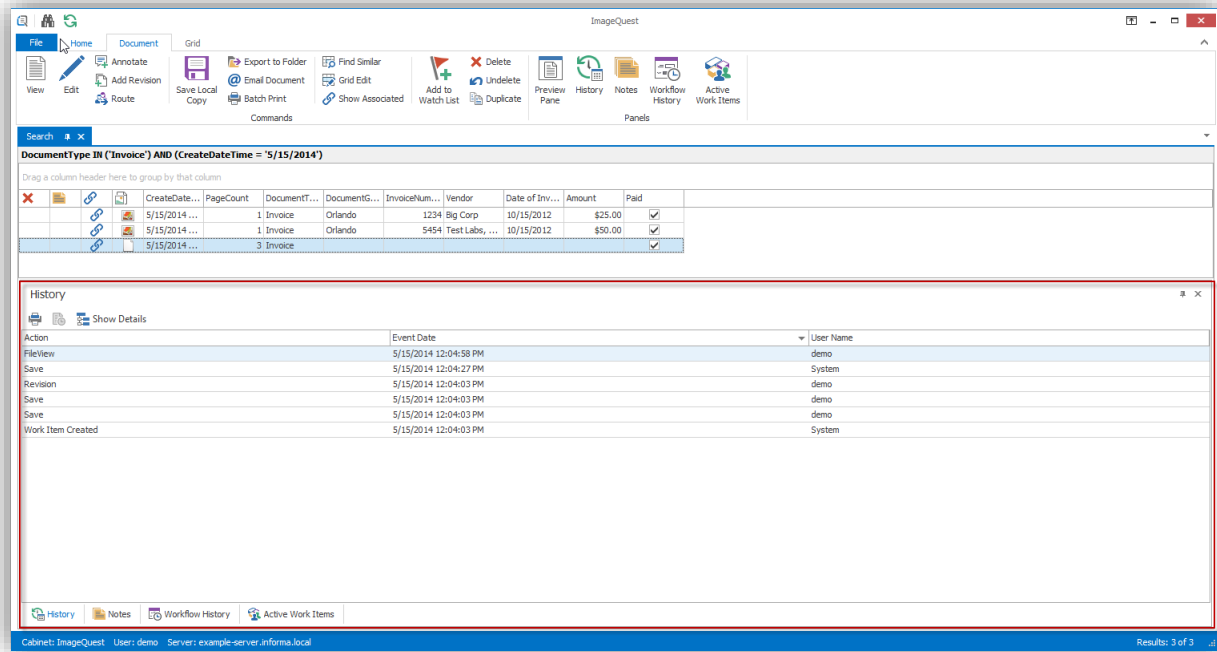 ImageQuest
File Home Document Grid
View
Edit
Annotate
Add Revision
Route
Save Local
Copy
Export to Folder
Email Document
Batch Print
Find Similar
Grid Edit
Show Associated
Add to
Watch List
Delete
Undelete
Duplicate
Commands
Preview
Pane
History
Notes
Workflow
History
Active
Work Items
Panels
Search
DocumentType IN ('Invoice') AND (CreateDateTime = '5/15/2014')
Drag a column header here to group by that column
CreateDate... PageCount DocumentT... DocumentG... InvoiceNum... Vendor Date of Inv... Amount Paid
5/15/2014 ... 1 Invoice Orlando 1234 Big Corp 10/15/2012 $25.00
5/15/2014 ... 1 Invoice Orlando 5454 Test Labs, ... 10/15/2012 $50.00
5/15/2014 ... 3 Invoice
History
Show Details
Action Event Date User Name
FileView 5/15/2014 12:04:58 PM demo
Save 5/15/2014 12:04:27 PM System
Revision 5/15/2014 12:04:03 PM demo
Save 5/15/2014 12:04:03 PM demo
Save 5/15/2014 12:04:03 PM demo
Work Item Created 5/15/2014 12:04:03 PM System
History Notes Workflow History Active Work Items
Cabinet: ImageQuest User: demo Server: example-server.informa.local Results: 3 of 3